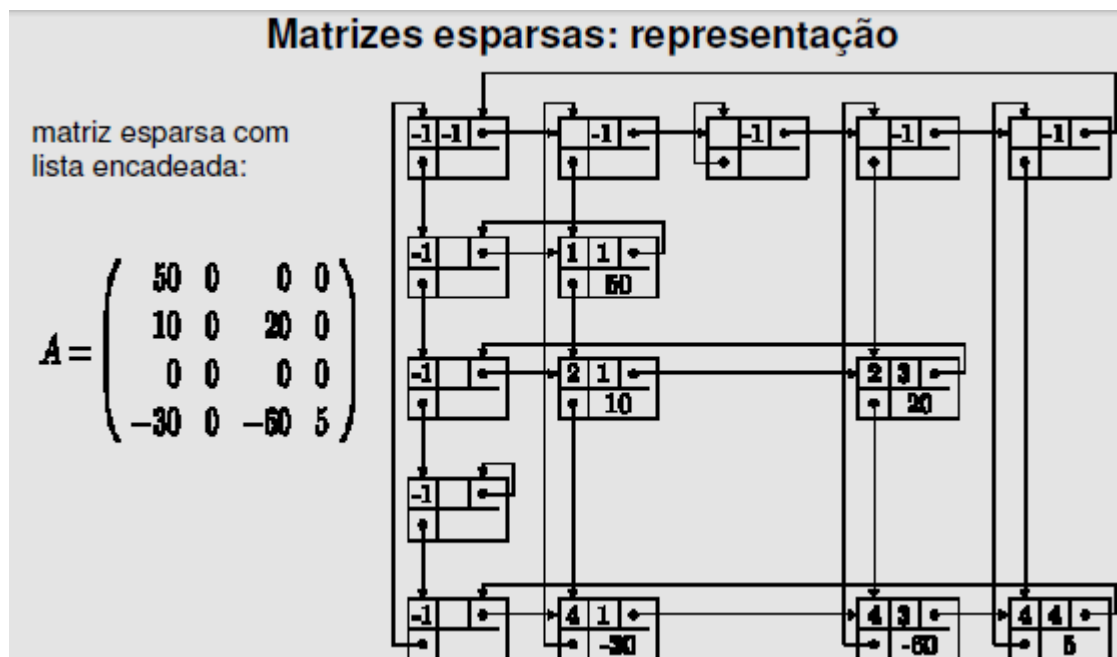 Matrizes esparsas: representação
matriz esparsa com
lista encadeada:
-1 -1 -1 -1 -1 -1
-1 1 1
50
50 0 0 0
10 0 20 0
A =
0 0 0 0
-30 0 -60 5
-1 2 1 2 3
10 20
-1
-1 4 1 4 3 4 4
-30 -60 5